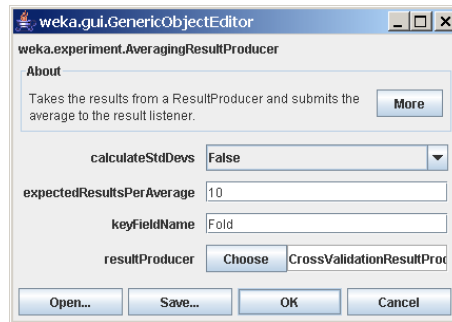 weka.gui.GenericObjectEditor
weka.experiment.AveragingResultProducer
About
Takes the results from a ResultProducer and submits the
average to the result listener.
More
calculateStdDevs False
expectedResultsPerAverage 10
keyFieldName Fold
resultProducer Choose CrossValidationResultProd
Open... Save... OK Cancel